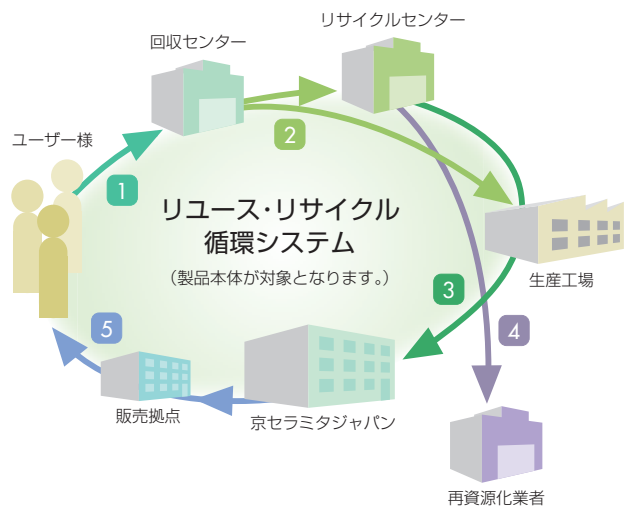 リサイクルセンター
回収センター
ユーザー様
1
2
リユース・リサイクル
循環システム
（製品本体が対象となります。）
生産工場
3
4
5
販売拠点
京セラミタジャパン
再資源化業者